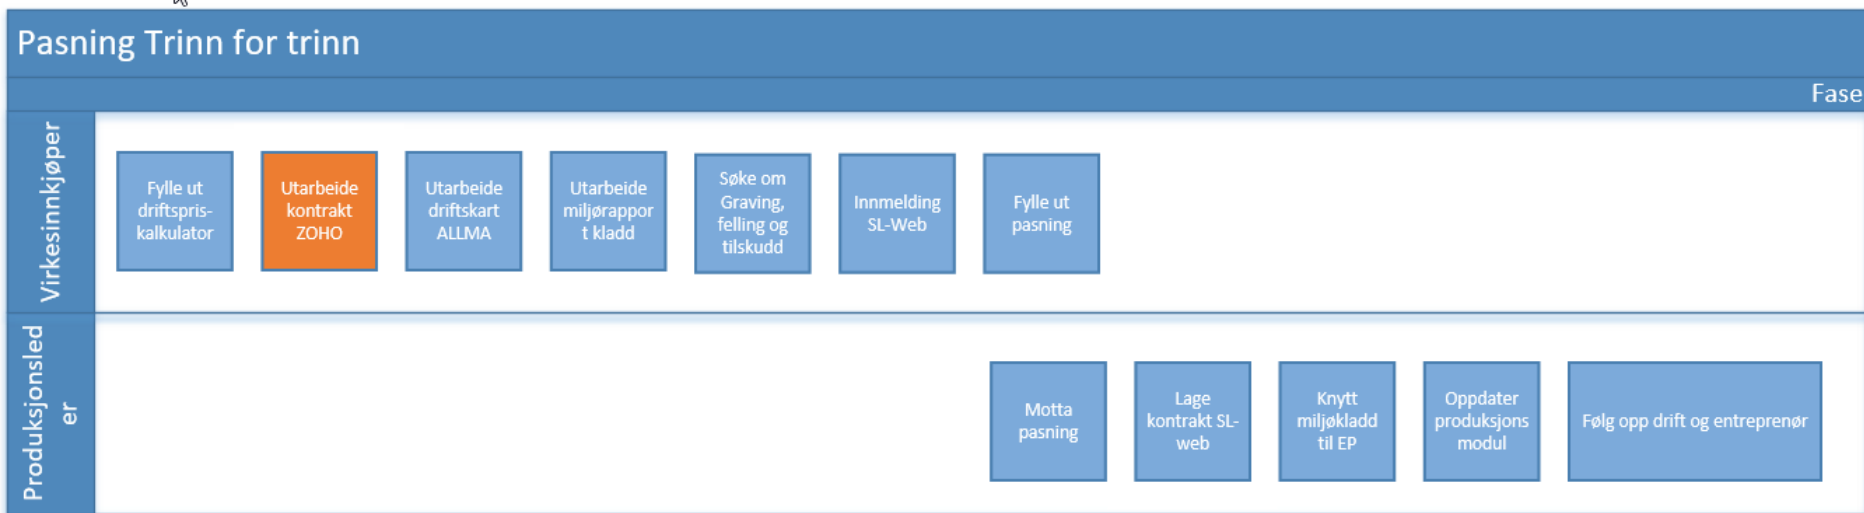 Pasning Trinn for trinn
Fase
Virkesinnkjøper
Fylle ut
driftspris-
kalkulator
Utarbeide
kontrakt
ZOHO
Utarbeide
driftskart
ALLMA
Utarbeide
miljørappor
t kladd
Søke om
Graving,
felling og
tilskudd
Innmelding
SL-Web
Fylle ut
pasning
Produksjonsled
er
Motta
pasning
Lage
kontrakt SL-
web
Knytt
miljøkladd
til EP
Oppdater
produksjons
modul
Følg opp drift og entreprenør